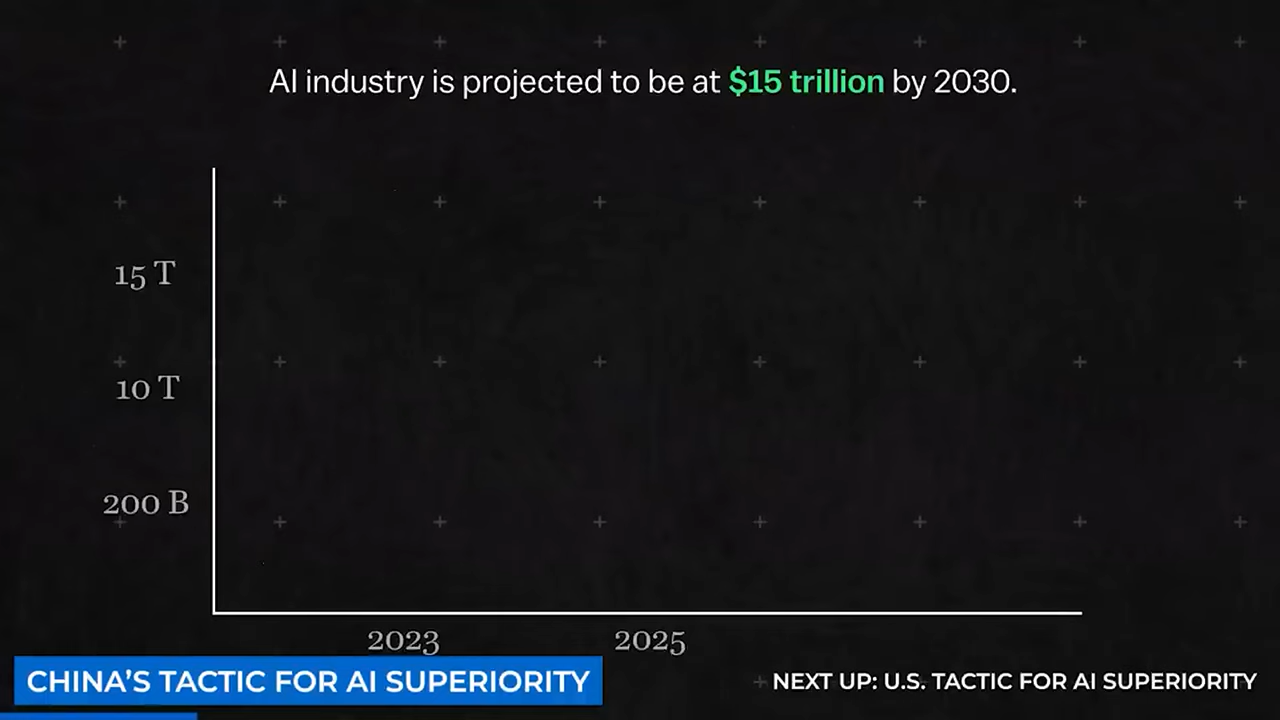 AI industry is projected to be at $15 trillion by 2030.
15 T
10 T
200 B
2023 2025
CHINA'S TACTIC FOR AI SUPERIORITY
NEXT UP: U.S. TACTIC FOR AI SUPERIORITY